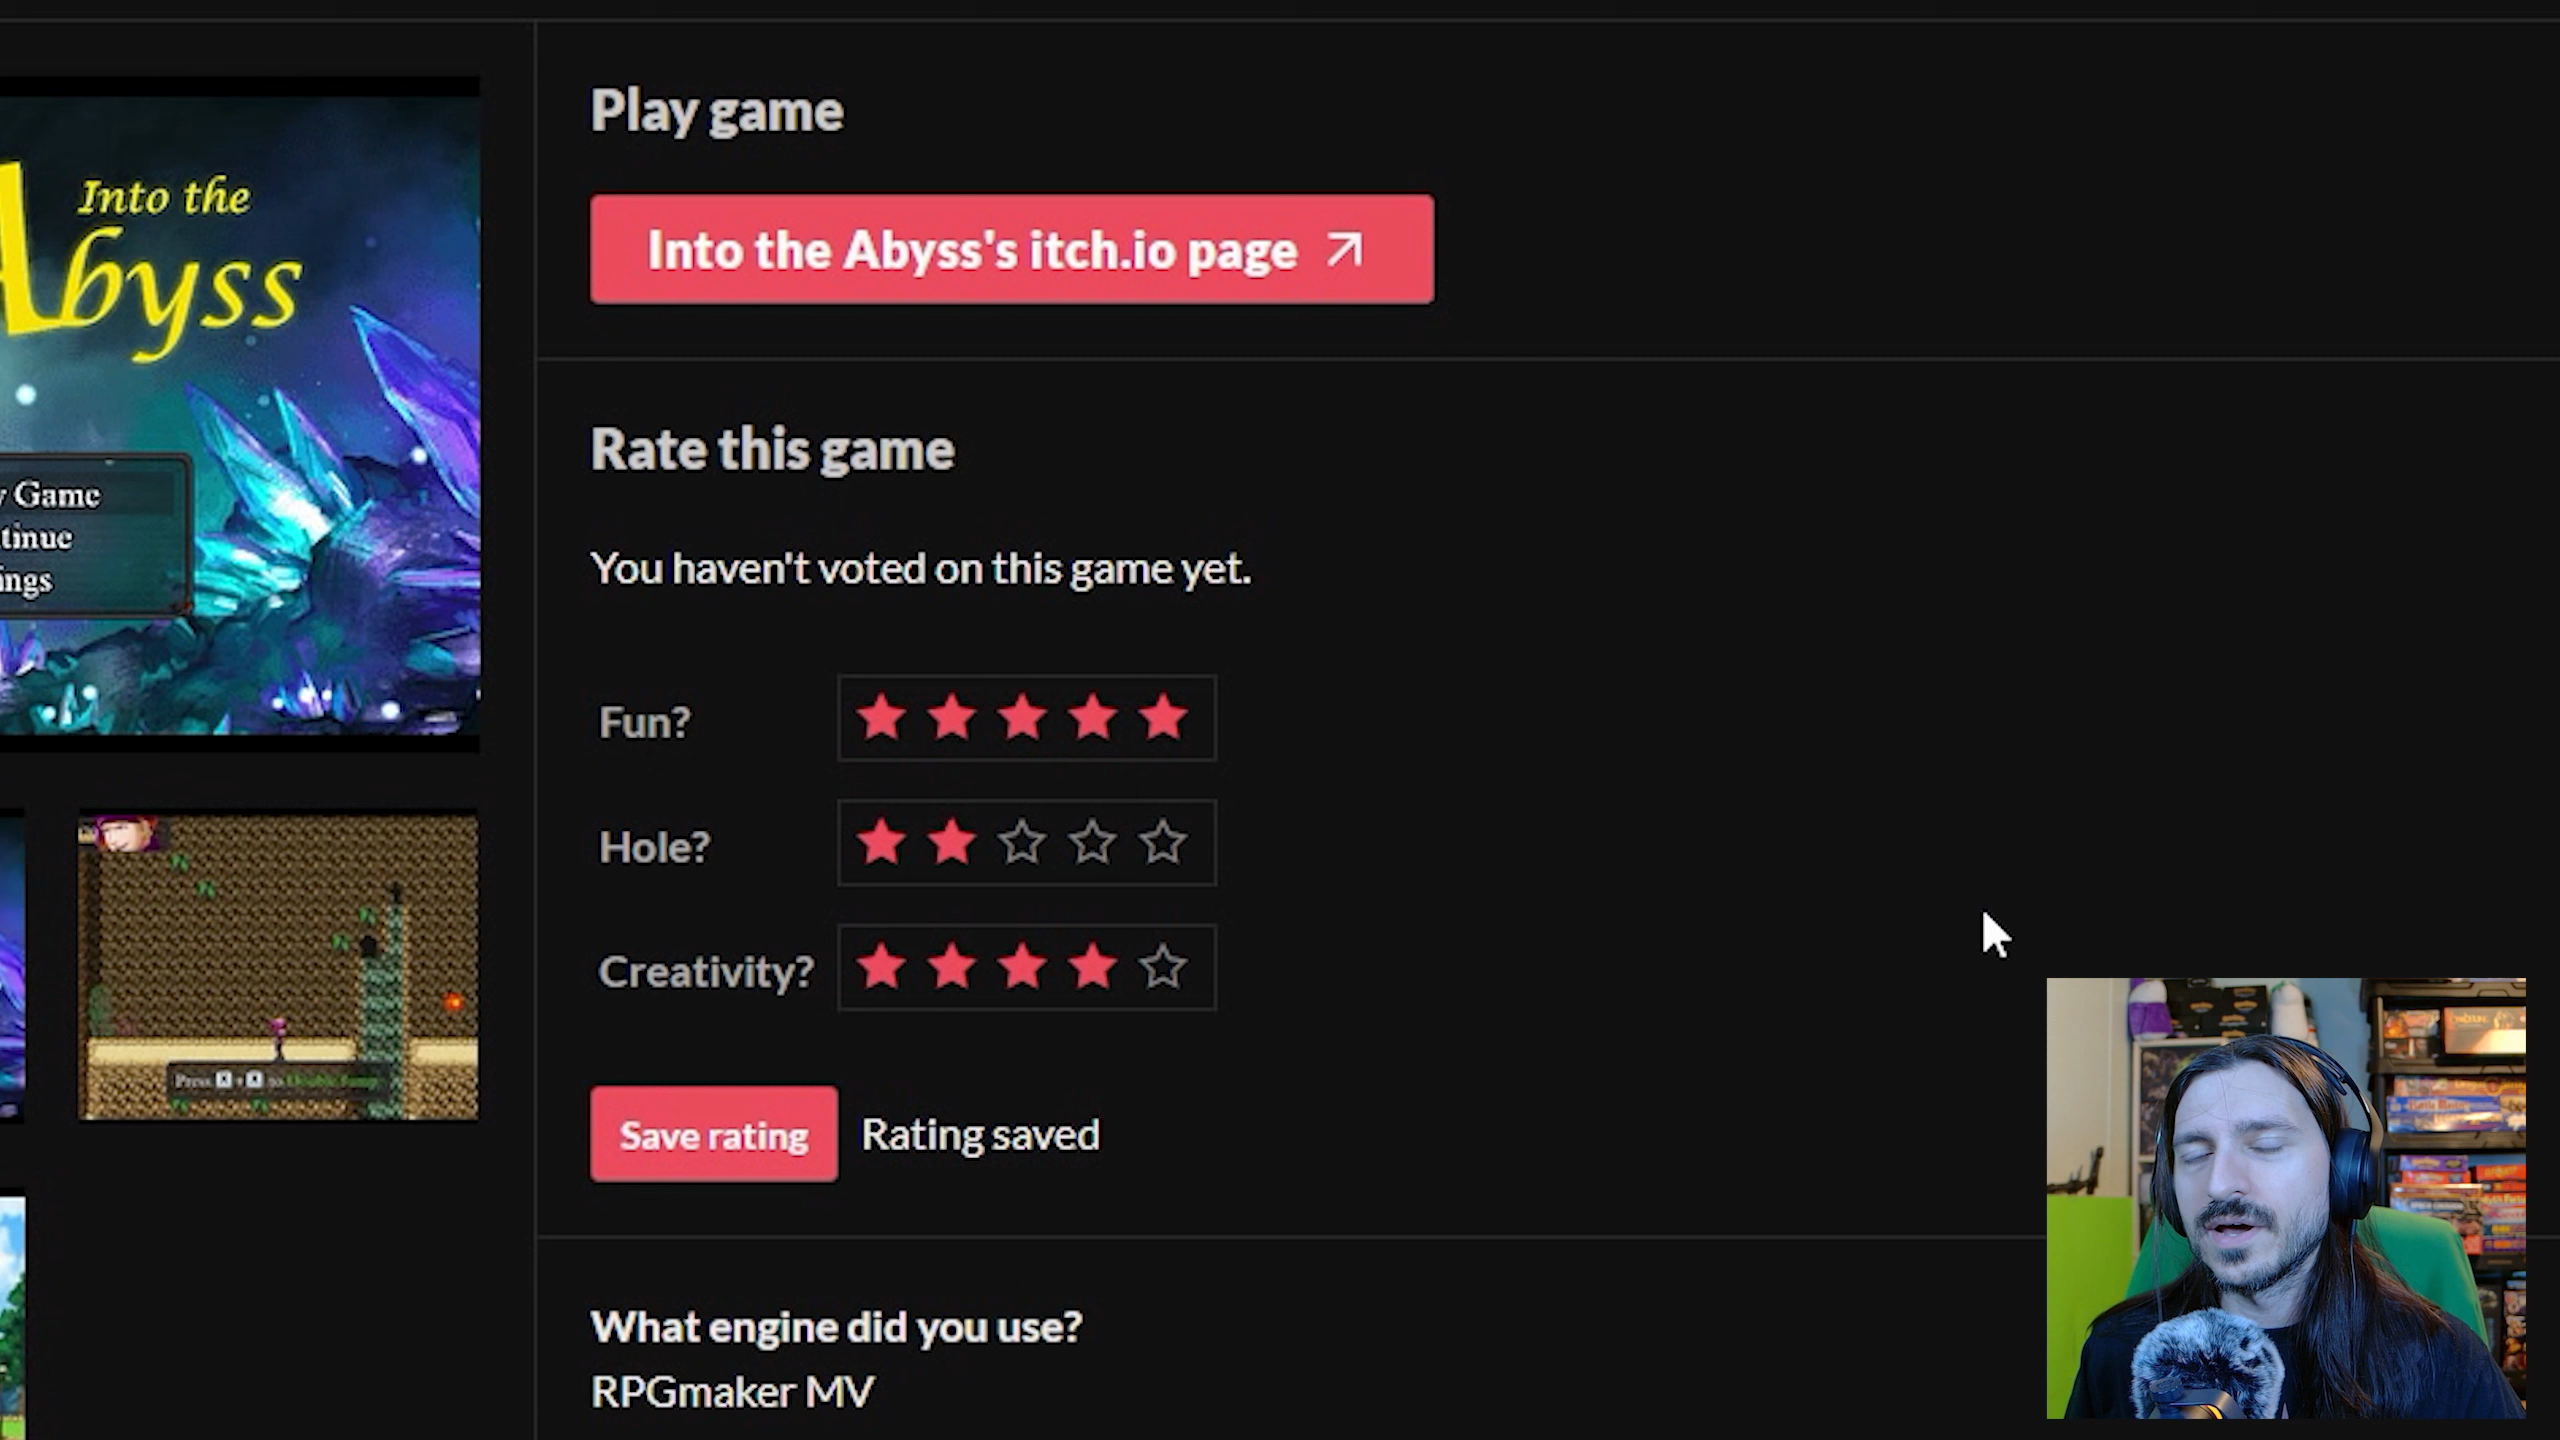 Into the
Abyss
Game
tinue
ings
Press
to
Play game
Into the Abyss's itch.io page
Rate this game
You haven't voted on this game yet.
Fun?
Hole?
Creativity?
Save rating
Rating saved
What engine did you use?
RPGmaker MV